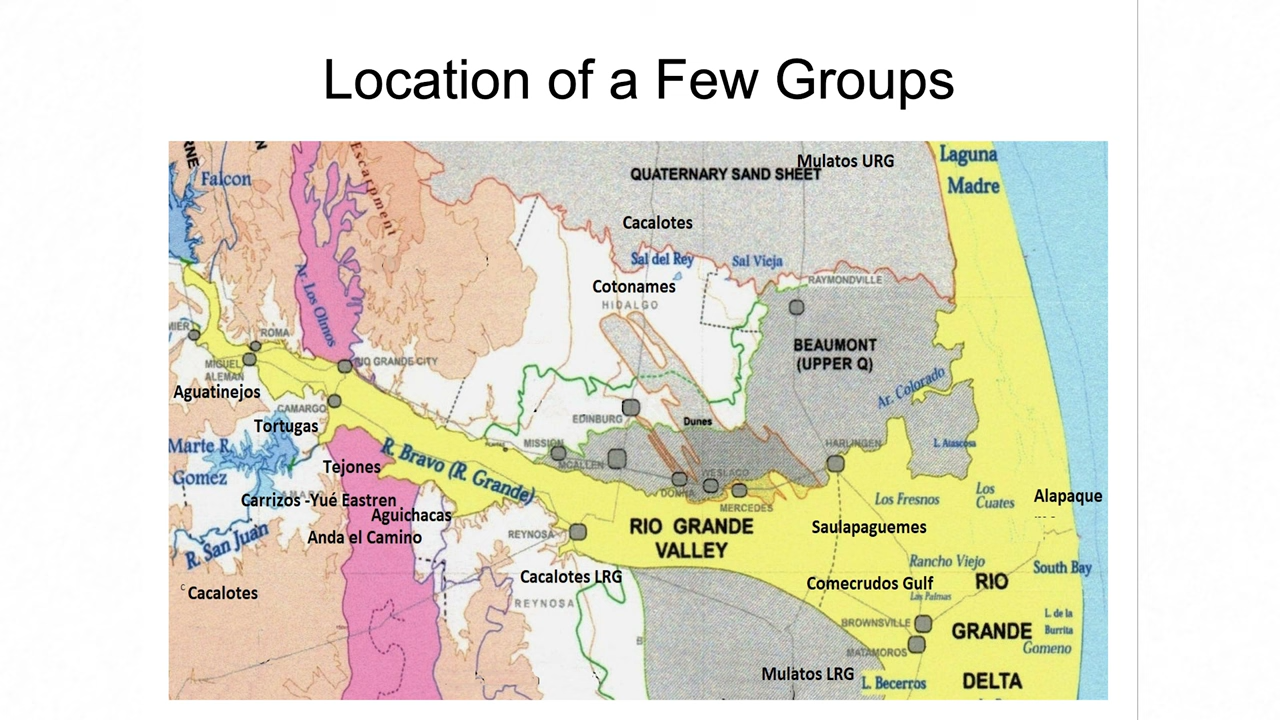 Location of a Few Groups
Falcon
Escarpment
Mulatos URG
QUATERNARY SAND SHEET
Laguna
Madre
Cacalotes
Sal del Rey
Sal Vieja
Ar. Los Olmos
Cotonames
HIDALGO
RAYMONDVILLE
BEAUMONT
(UPPER Q)
ROMA
MIGUEL
ALEMAN
RIO GRANDE CITY
Aguatinejos
Ar. Colorado
CAMARGO
EDINBURG
Dunes
Tortugas
Marte R.
Gomez
R. Bravo (R. Grande)
MISSION
MCALLEN
HARLINGEN
L. Atascosa
Tejones
WESLACO
DONNA
MERCEDES
Carrizos -Yué Eastren
Aguichacas
Anda el Camino
Los Fresnos
Los
Cuates
Alapaque
R. San Juan
REYNOSA
RIO GRANDE
VALLEY
Saulapaguemes
Rancho Viejo
South Bay
Cacalotes
Cacalotes LRG
REYNOSA
Comecrudos Gulf
Las Palmas
RIO
GRANDE
DELTA
BROWNSVILLE
L. de la
Burrita
Gomeno
MATAMOROS
Mulatos LRG
L. Becerros